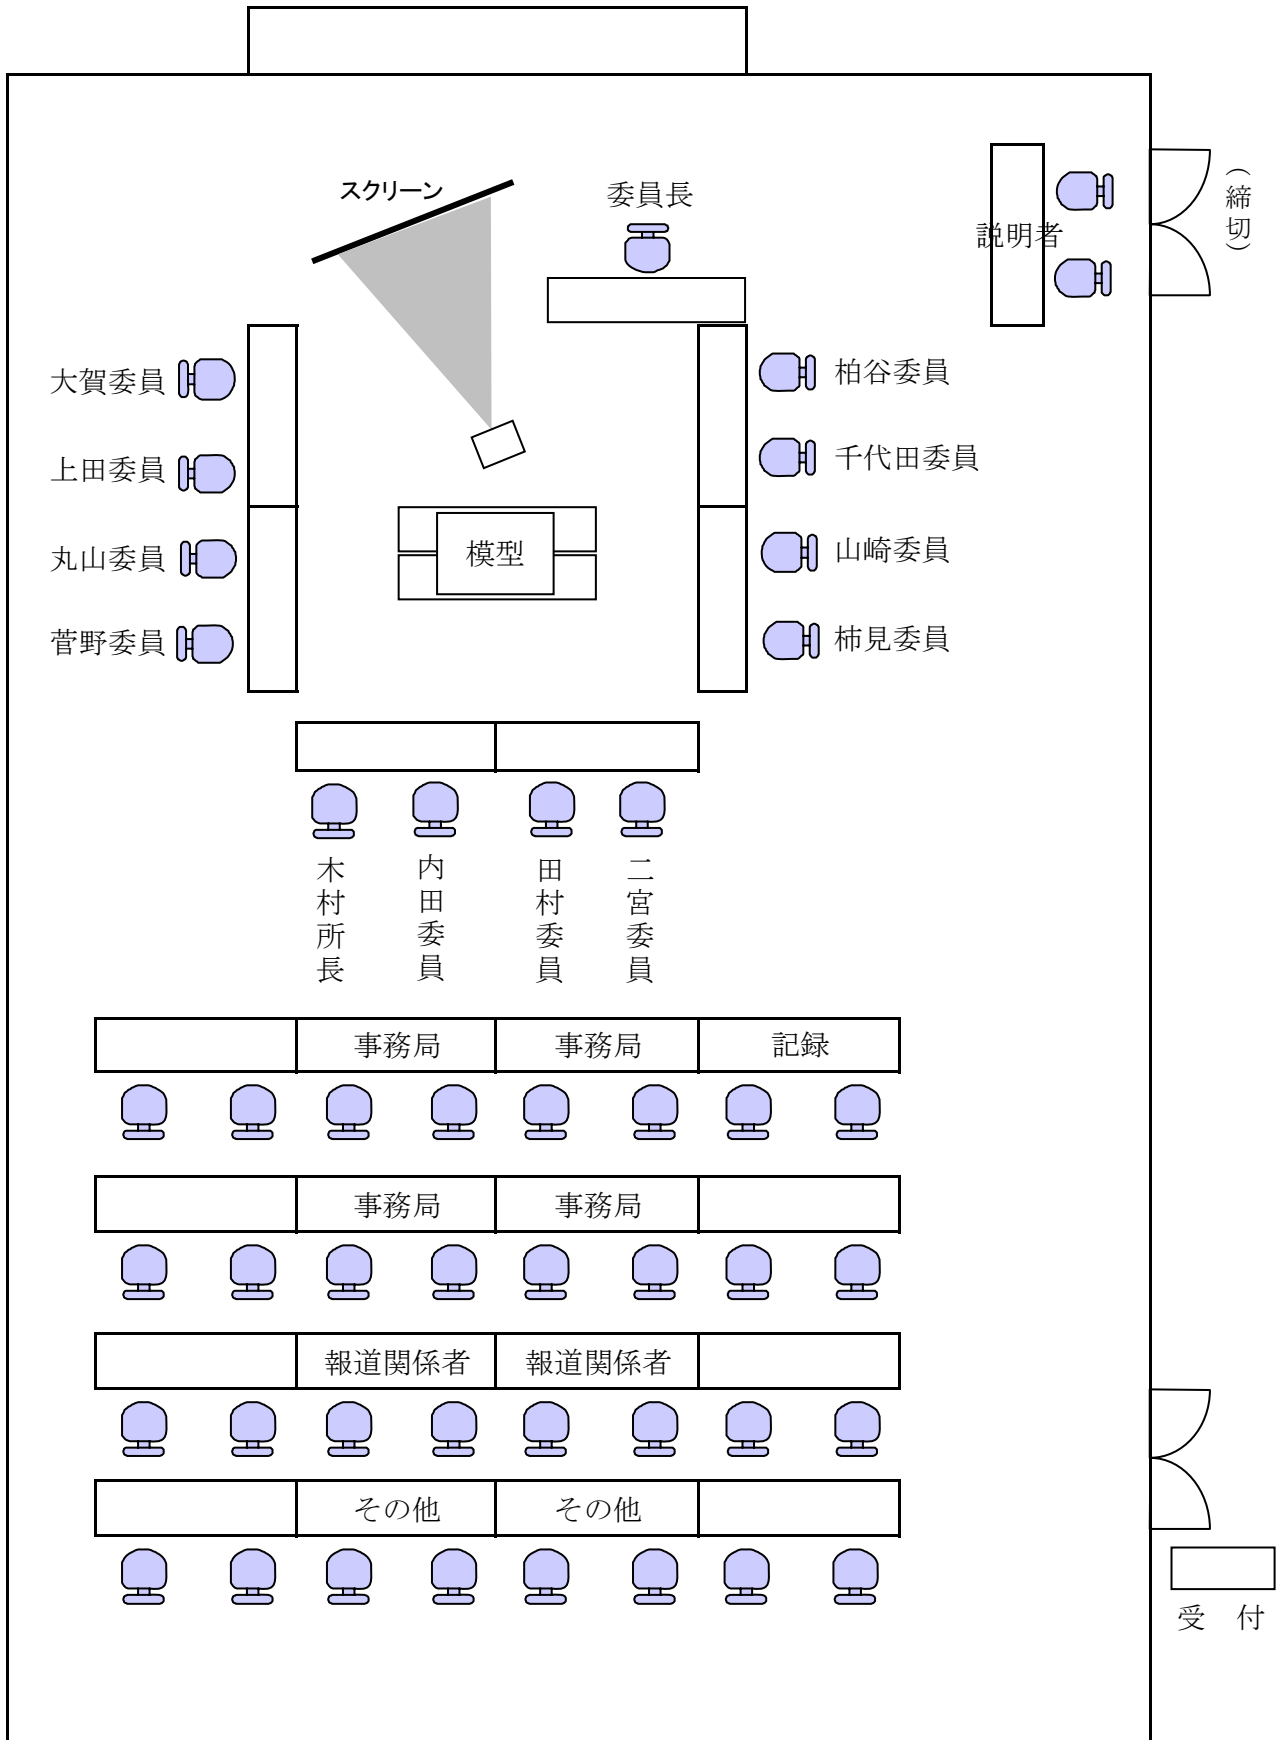 スクリーン
委員長
説明者
（締切）
大賀委員
柏谷委員
上田委員
千代田委員
模型
丸山委員
山崎委員
菅野委員
柿見委員
木村所長
内田委員
田村委員
二宮委員
事務局
事務局
記録
事務局
事務局
報道関係者
報道関係者
その他
その他
受　付